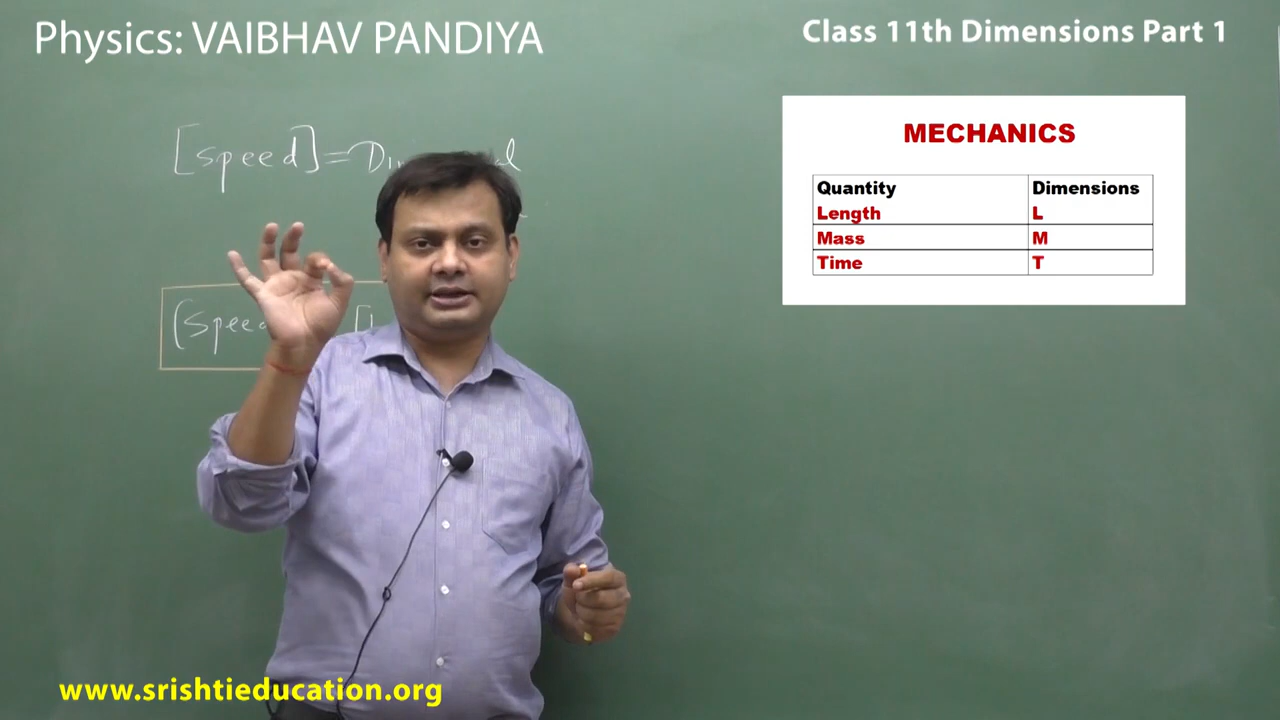 Physics: VAIBHAV PANDIYA
Class 11th Dimensions Part 1
[Speed] =
MECHANICS
Quantity Dimensions
Length L
Mass M
Time T
www.srishtieducation.org